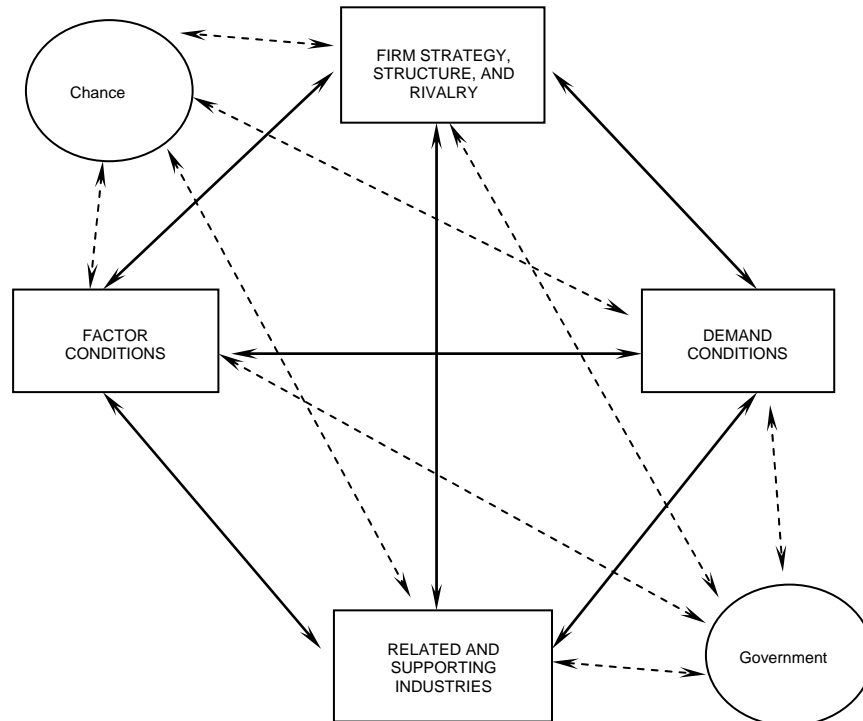 FIRM STRATEGY,
STRUCTURE, AND
RIVALRY
Chance
FACTOR
CONDITIONS
DEMAND
CONDITIONS
RELATED AND
SUPPORTING
INDUSTRIES
Government